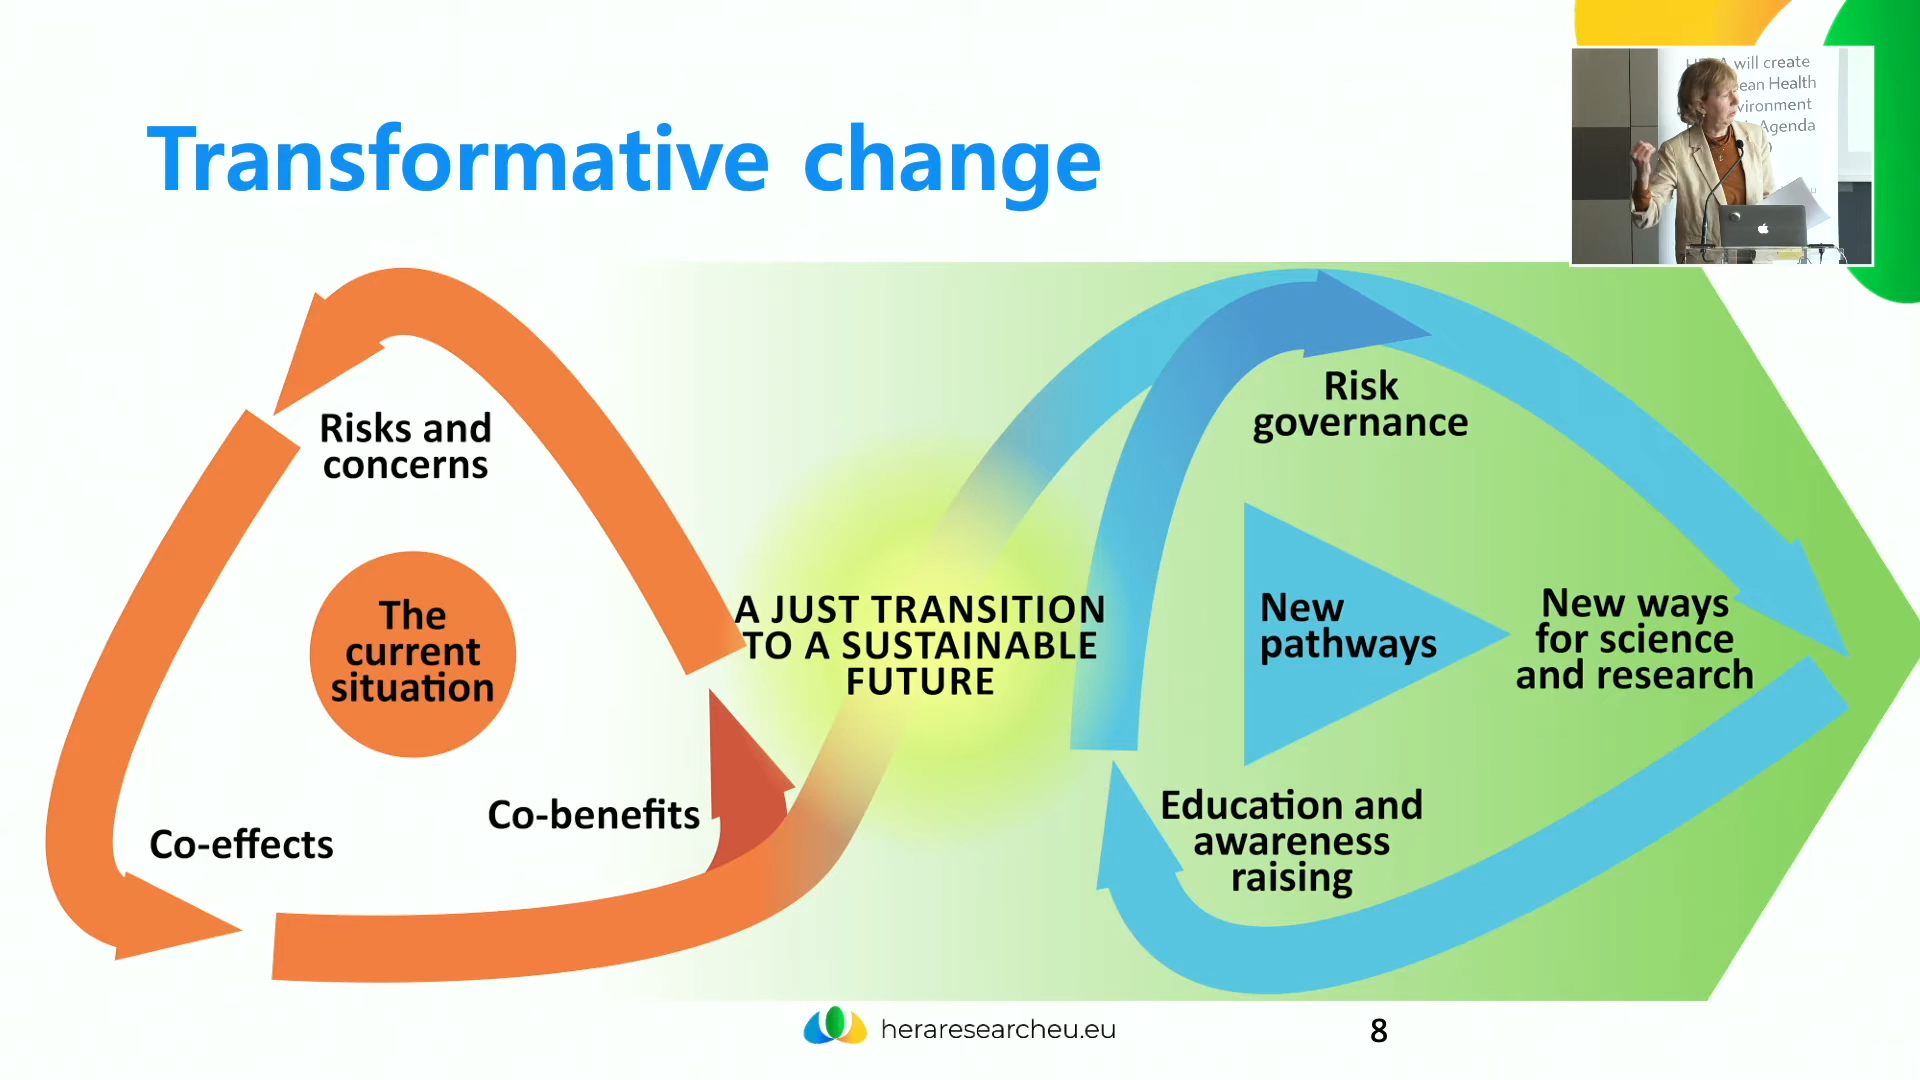 Transformative change
will create
ean Health
vironment
Agenda
Risks and
concerns
The
current
situation
Co-effects
Co-benefits
A JUST TRANSITION
TO A SUSTAINABLE
FUTURE
Risk
governance
New
pathways
New ways
for science
and research
Education and
awareness
raising
heraresearcheu.eu
8